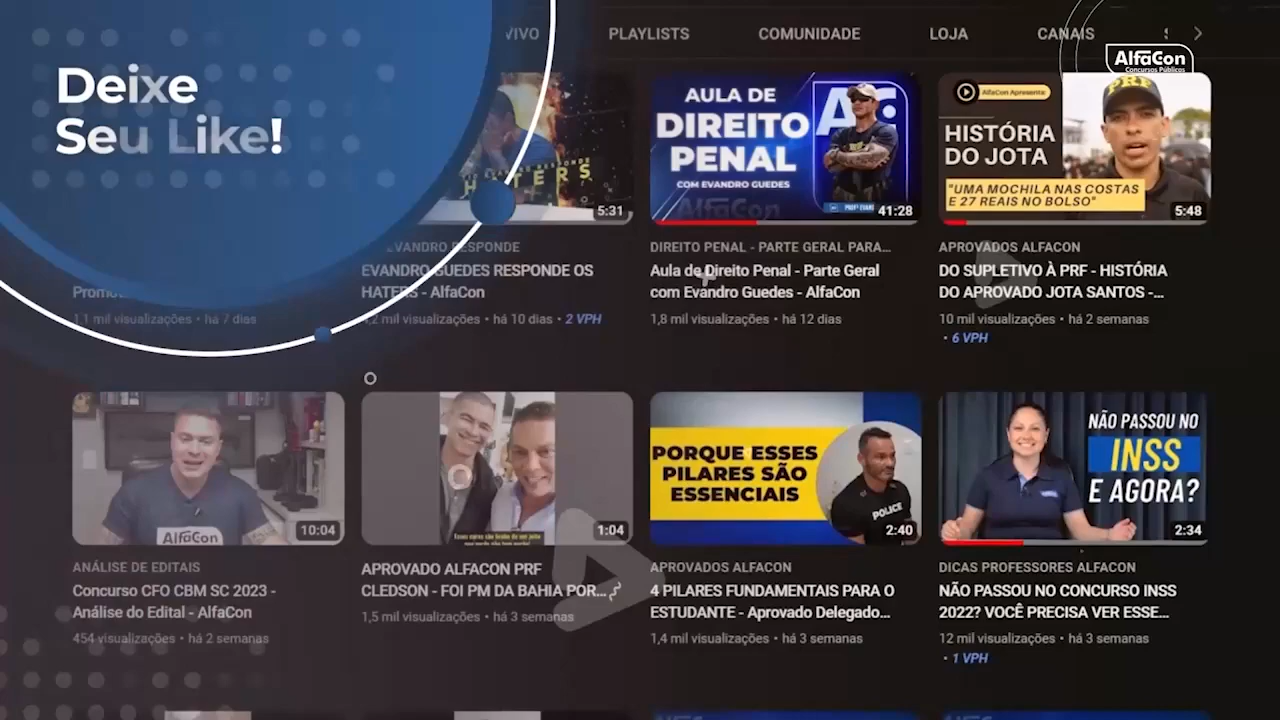 Deixe
Seu Like!
VIVO
PLAYLISTS
COMUNIDADE
LOJA
CANAIS
AlfaCon
Concursos Públicos
HATERS
5:31
AULA DE
DIREITO
PENAL
COM EVANDRO GUEDES
AlfaCon
41:28
AlfaCon Apresenta:
HISTÓRIA
DO JOTA
"UMA MOCHILA NAS COSTAS
E 27 REAIS NO BOLSO"
PRF
5:48
EVANDRO RESPONDE
EVANDRO GUEDES RESPONDE OS
HATERS - AlfaCon
2 mil visualizações • há 10 dias • 2 VPH
DIREITO PENAL - PARTE GERAL PARA...
Aula de Direito Penal - Parte Geral
com Evandro Guedes - AlfaCon
1,8 mil visualizações • há 12 dias
APROVADOS ALFACON
DO SUPLETIVO À PRF - HISTÓRIA
DO APROVADO JOTA SANTOS -...
10 mil visualizações • há 2 semanas
• 6 VPH
1,1 mil visualizações • há 7 dias
AlfaCon
10:04
1:04
PORQUE ESSES
PILARES SÃO
ESSENCIAIS
POLICE
2:40
NÃO PASSOU NO
INSS
E AGORA?
2:34
ANÁLISE DE EDITAIS
Concurso CFO CBM SC 2023 -
Análise do Edital - AlfaCon
454 visualizações • há 2 semanas
APROVADO ALFACON PRF
CLEDSON - FOI PM DA BAHIA POR...
1,5 mil visualizações • há 3 semanas
APROVADOS ALFACON
4 PILARES FUNDAMENTAIS PARA O
ESTUDANTE - Aprovado Delegado...
1,4 mil visualizações • há 3 semanas
DICAS PROFESSORES ALFACON
NÃO PASSOU NO CONCURSO INSS
2022? VOCÊ PRECISA VER ESSE...
12 mil visualizações • há 3 semanas
• 1 VPH